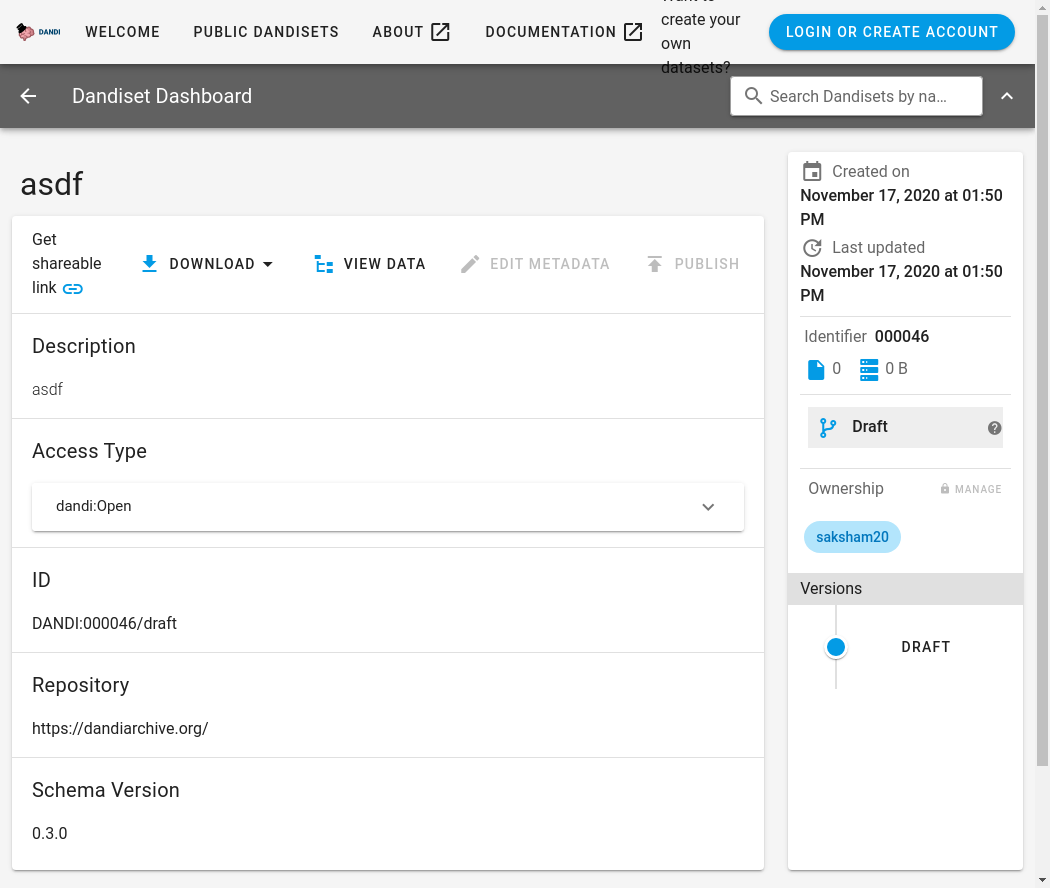 DANDI
WELCOME
PUBLIC DANDISETS
ABOUT
DOCUMENTATION
create your
own
datasets?
LOGIN OR CREATE ACCOUNT
Dandiset Dashboard
Search Dandisets by na…
asdf
Get
shareable
link
DOWNLOAD
VIEW DATA
EDIT METADATA
PUBLISH
Description
asdf
Access Type
dandi:Open
ID
DANDI:000046/draft
Repository
https://dandiarchive.org/
Schema Version
0.3.0
Created on
November 17, 2020 at 01:50
PM
Last updated
November 17, 2020 at 01:50
PM
Identifier 000046
0
0 B
Draft
Ownership
MANAGE
saksham20
Versions
DRAFT